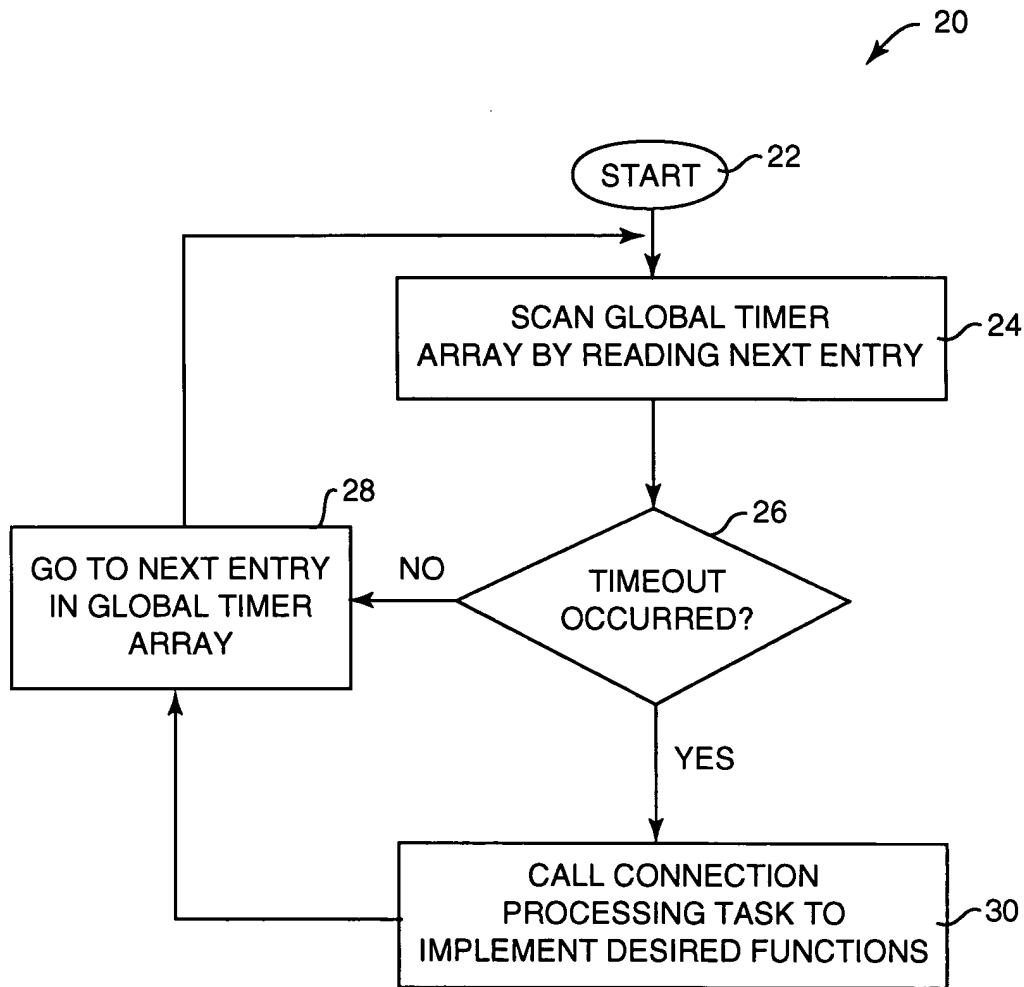 20
START
22
SCAN GLOBAL TIMER
ARRAY BY READING NEXT ENTRY
24
28
26
GO TO NEXT ENTRY
IN GLOBAL TIMER
ARRAY
NO
TIMEOUT
OCCURRED?
YES
CALL CONNECTION
PROCESSING TASK TO
IMPLEMENT DESIRED FUNCTIONS
30